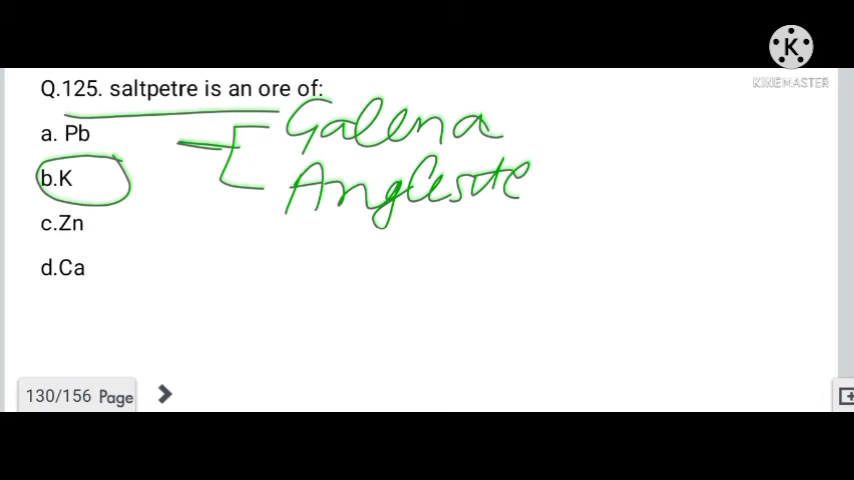 K
KINEMASTER
Q.125. saltpetre is an ore of:
Galena
a. Pb
Anglesite
b.K
c.Zn
d.Ca
130/156 Page